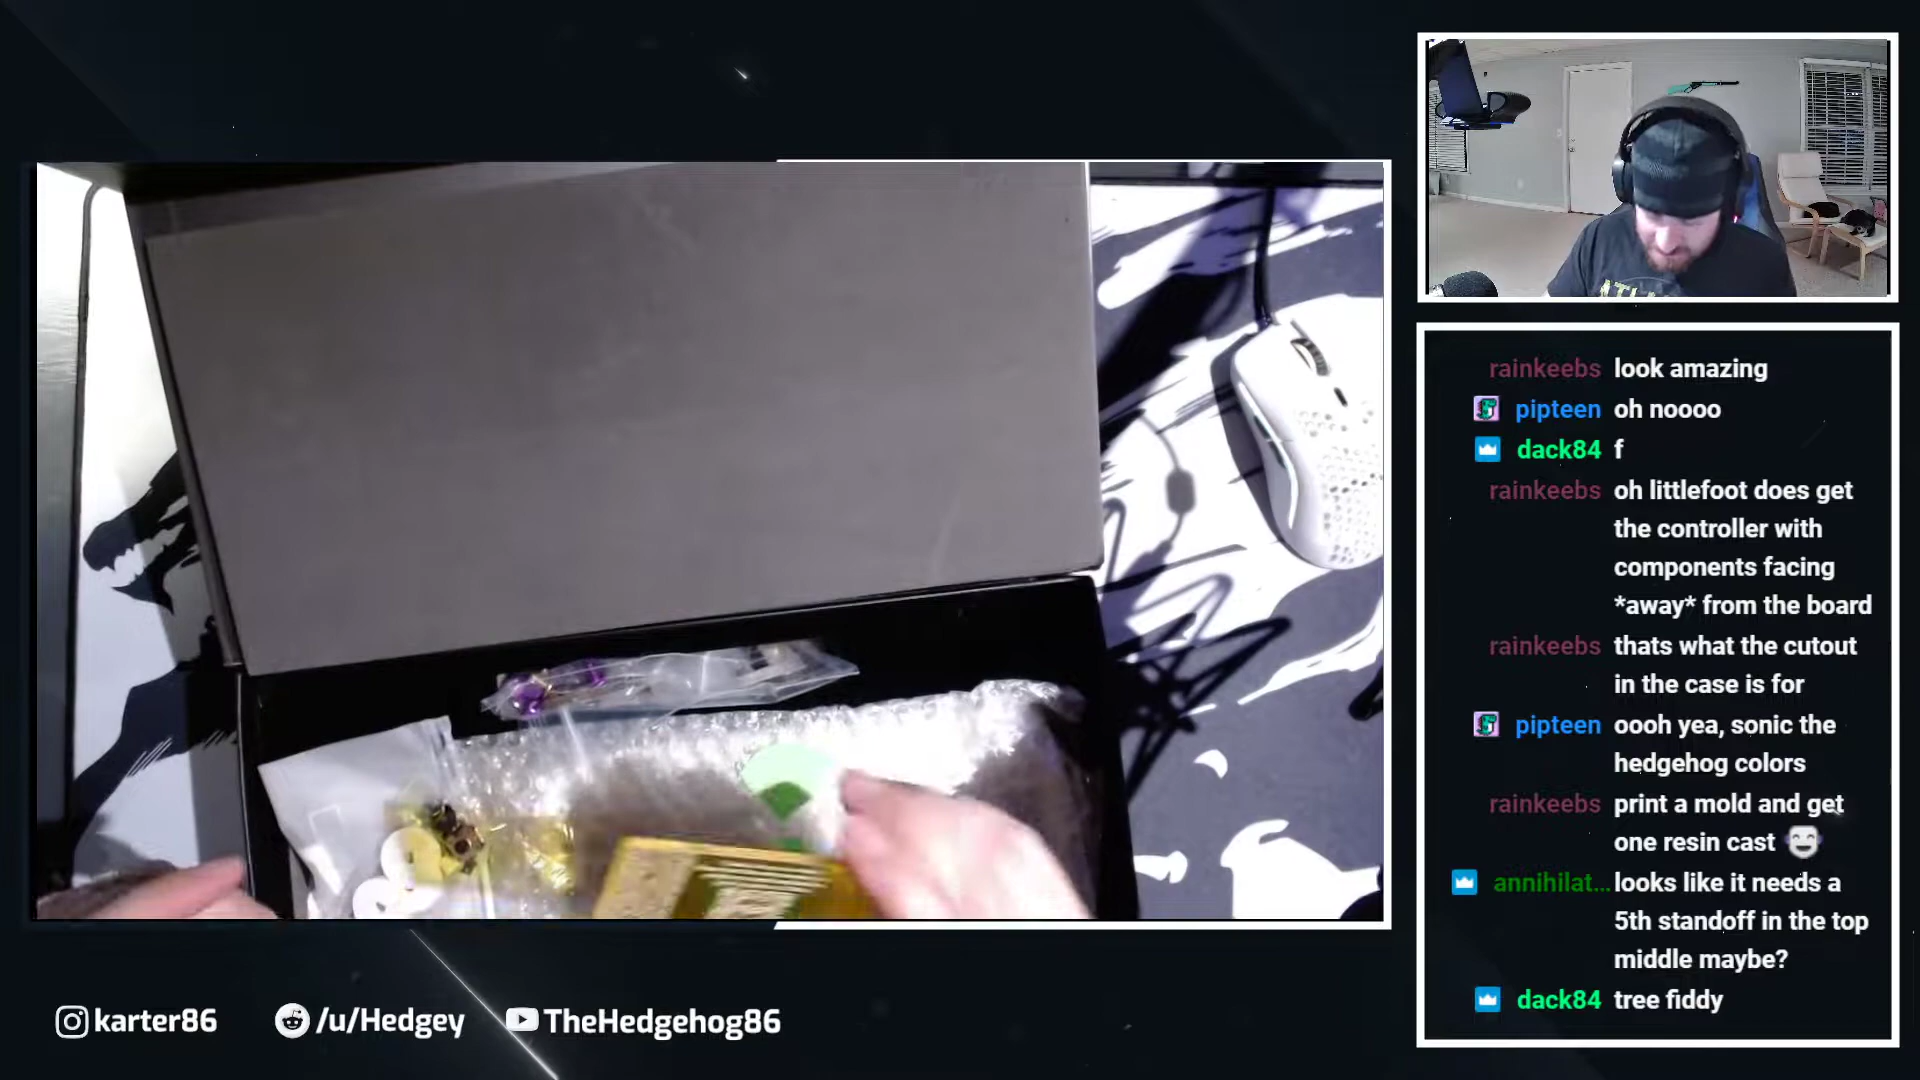 rainkeebs look amazing
pipteen oh noooo
dack84 f
rainkeebs oh littlefoot does get
the controller with
components facing
*away* from the board
rainkeebs thats what the cutout
in the case is for
pipteen oooh yea, sonic the
hedgehog colors
rainkeebs print a mold and get
one resin cast
annihilat... looks like it needs a
5th standoff in the top
middle maybe?
dack84 tree fiddy
karter86 /u/Hedgey TheHedgehog86